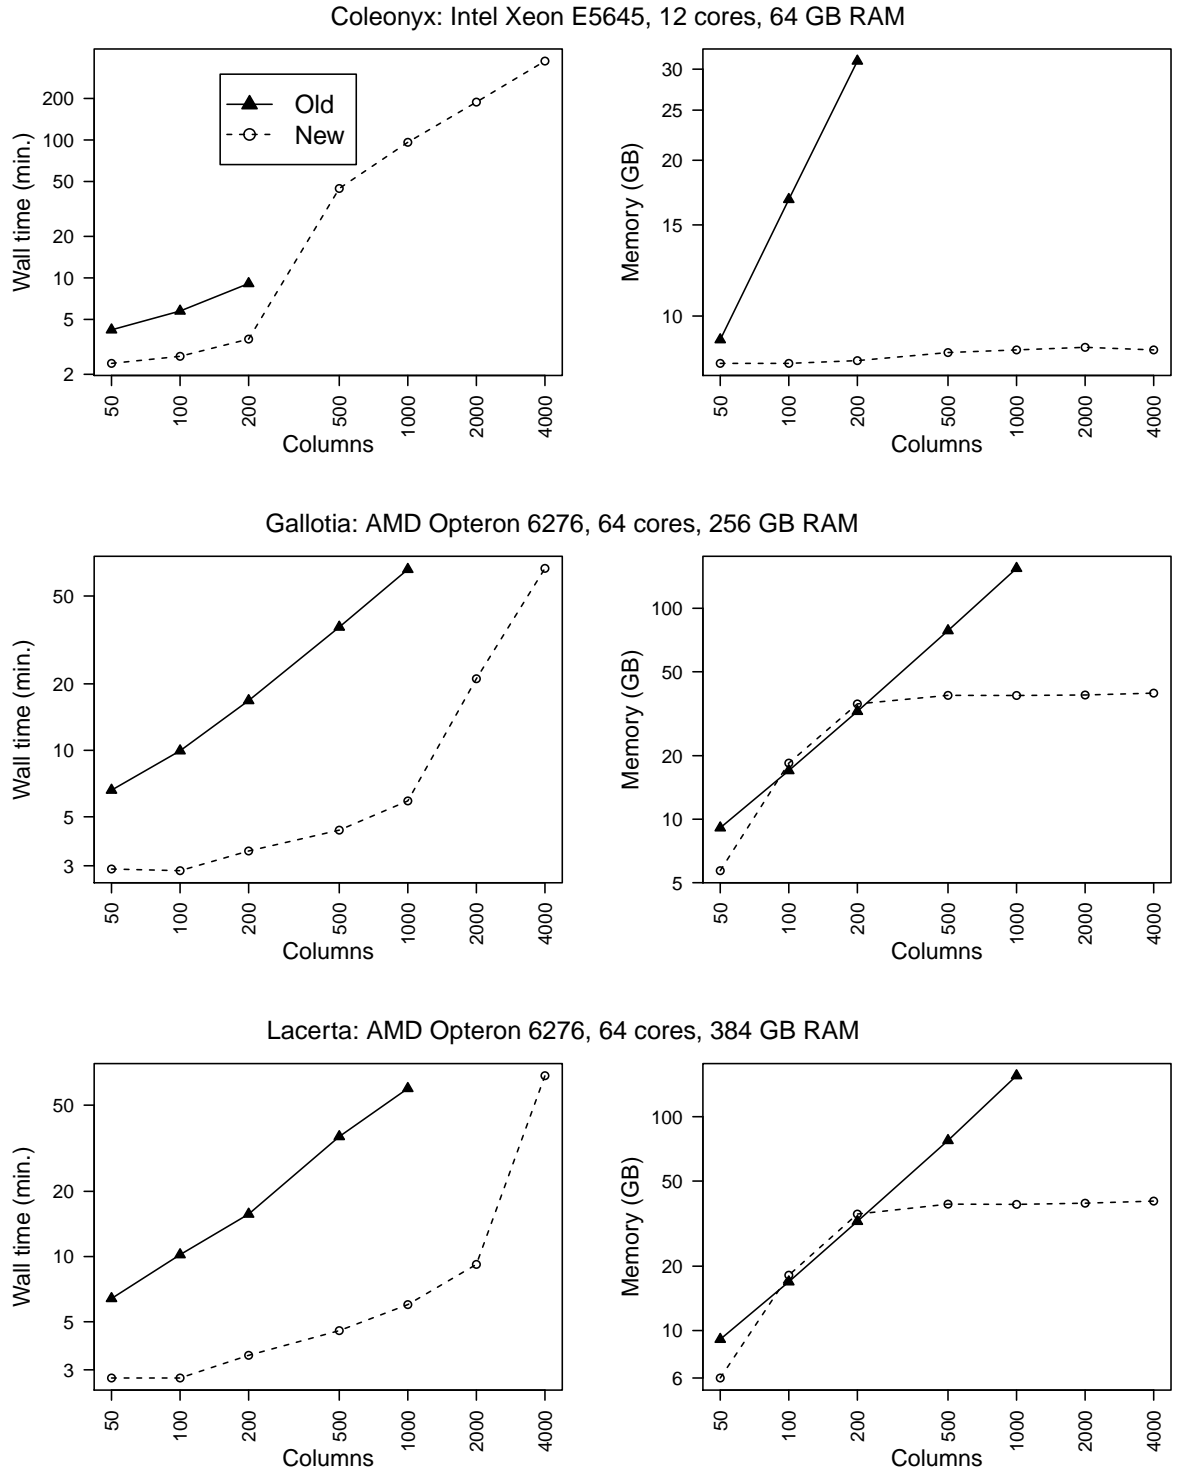 Coleonyx: Intel Xeon E5645, 12 cores, 64 GB RAM
Wall time (min.)
200
100
50
20
10
5
2
Old
New
50 100 200 500 1000 2000 4000
Columns
Memory (GB)
30
25
20
15
10
50 100 200 500 1000 2000 4000
Columns
Gallotia: AMD Opteron 6276, 64 cores, 256 GB RAM
Wall time (min.)
50
20
10
5
3
50 100 200 500 1000 2000 4000
Columns
Memory (GB)
100
50
20
10
5
50 100 200 500 1000 2000 4000
Columns
Lacerta: AMD Opteron 6276, 64 cores, 384 GB RAM
Wall time (min.)
50
20
10
5
3
50 100 200 500 1000 2000 4000
Columns
Memory (GB)
100
50
20
10
6
50 100 200 500 1000 2000 4000
Columns